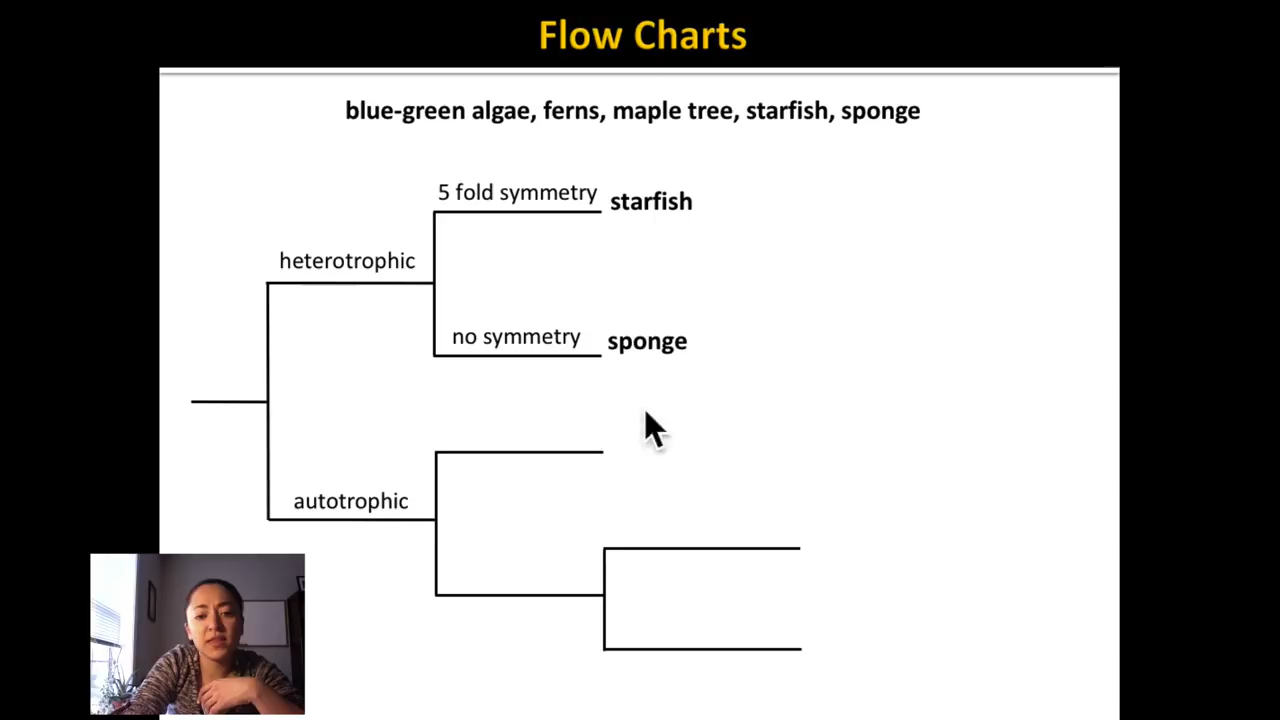 Flow Charts
blue-green algae, ferns, maple tree, starfish, sponge
5 fold symmetry
starfish
heterotrophic
no symmetry
sponge
autotrophic